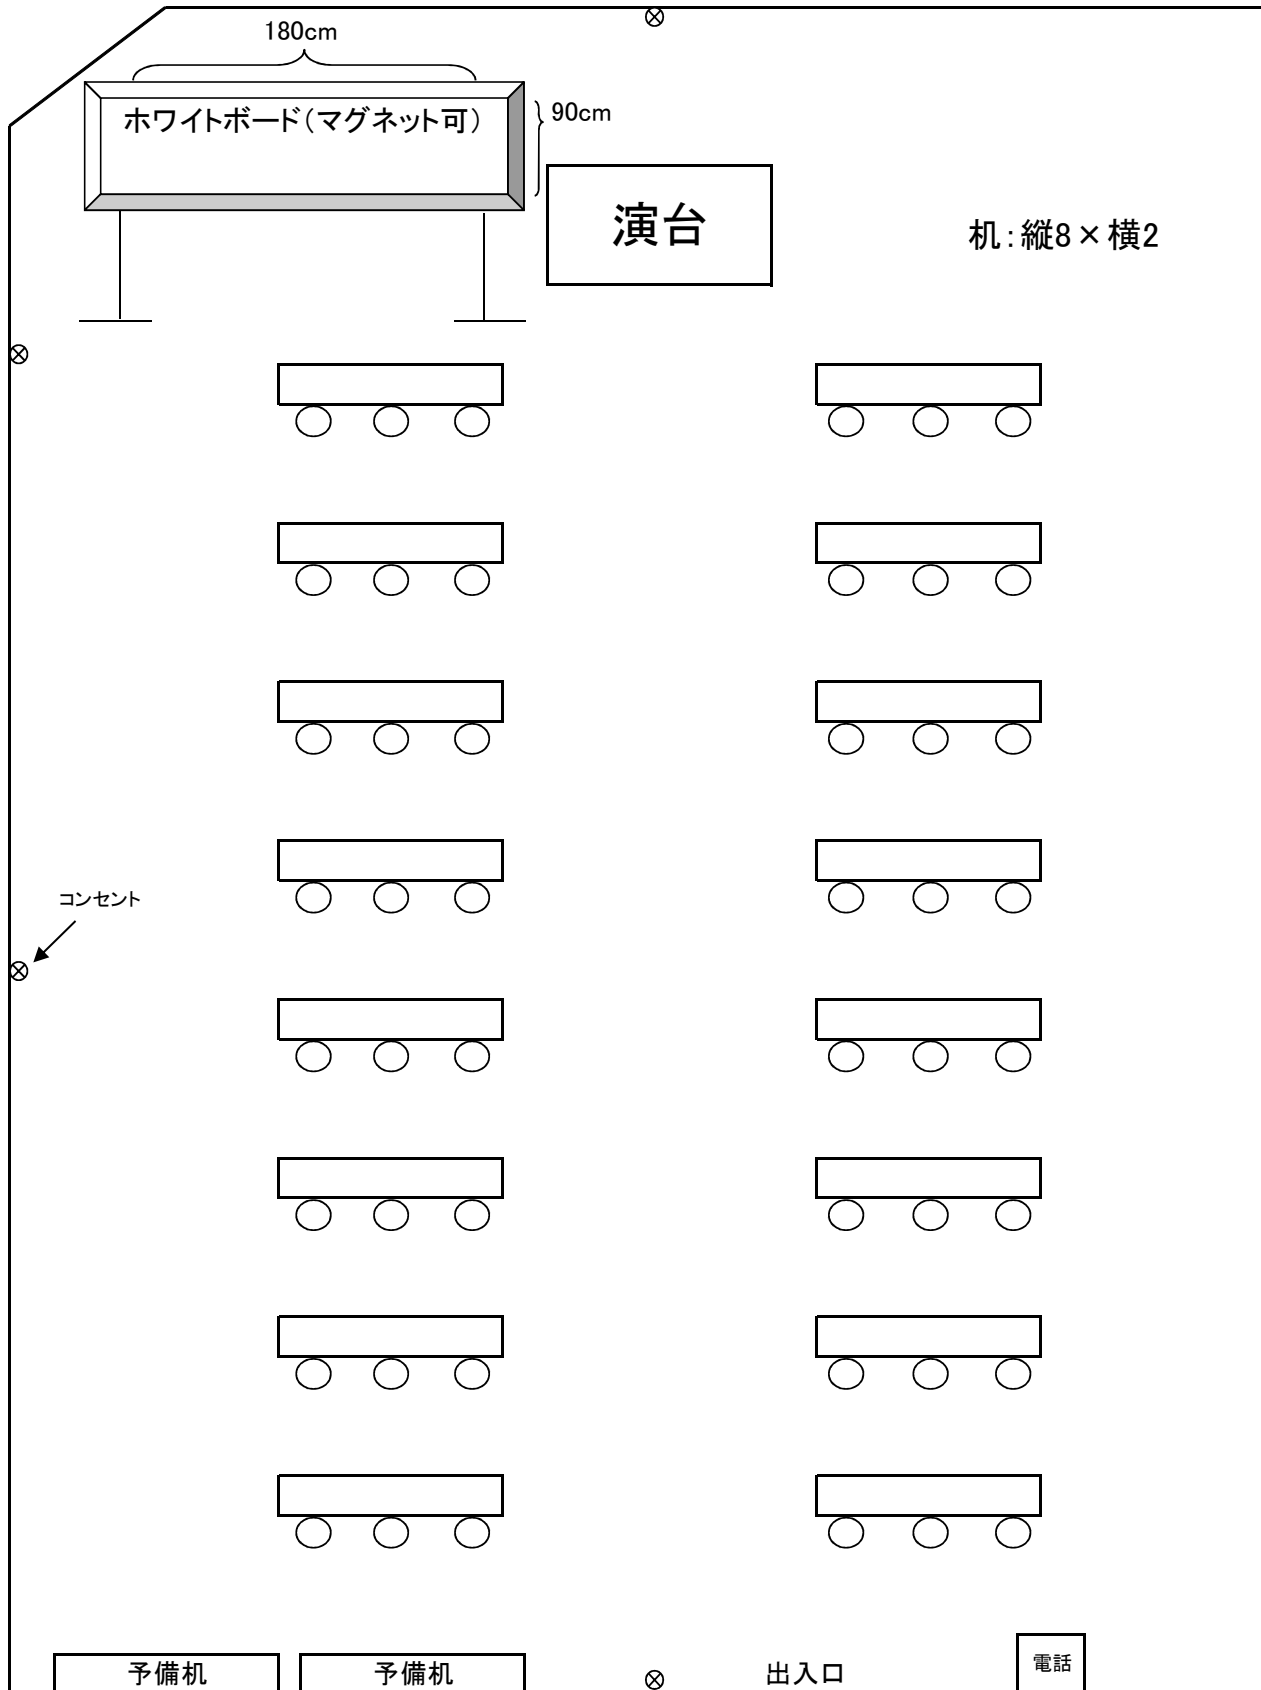 180cm
ホワイトボード(マグネット可)
90cm
演台
机:縦8×横2
コンセント
予備机
予備机
出入口
電話